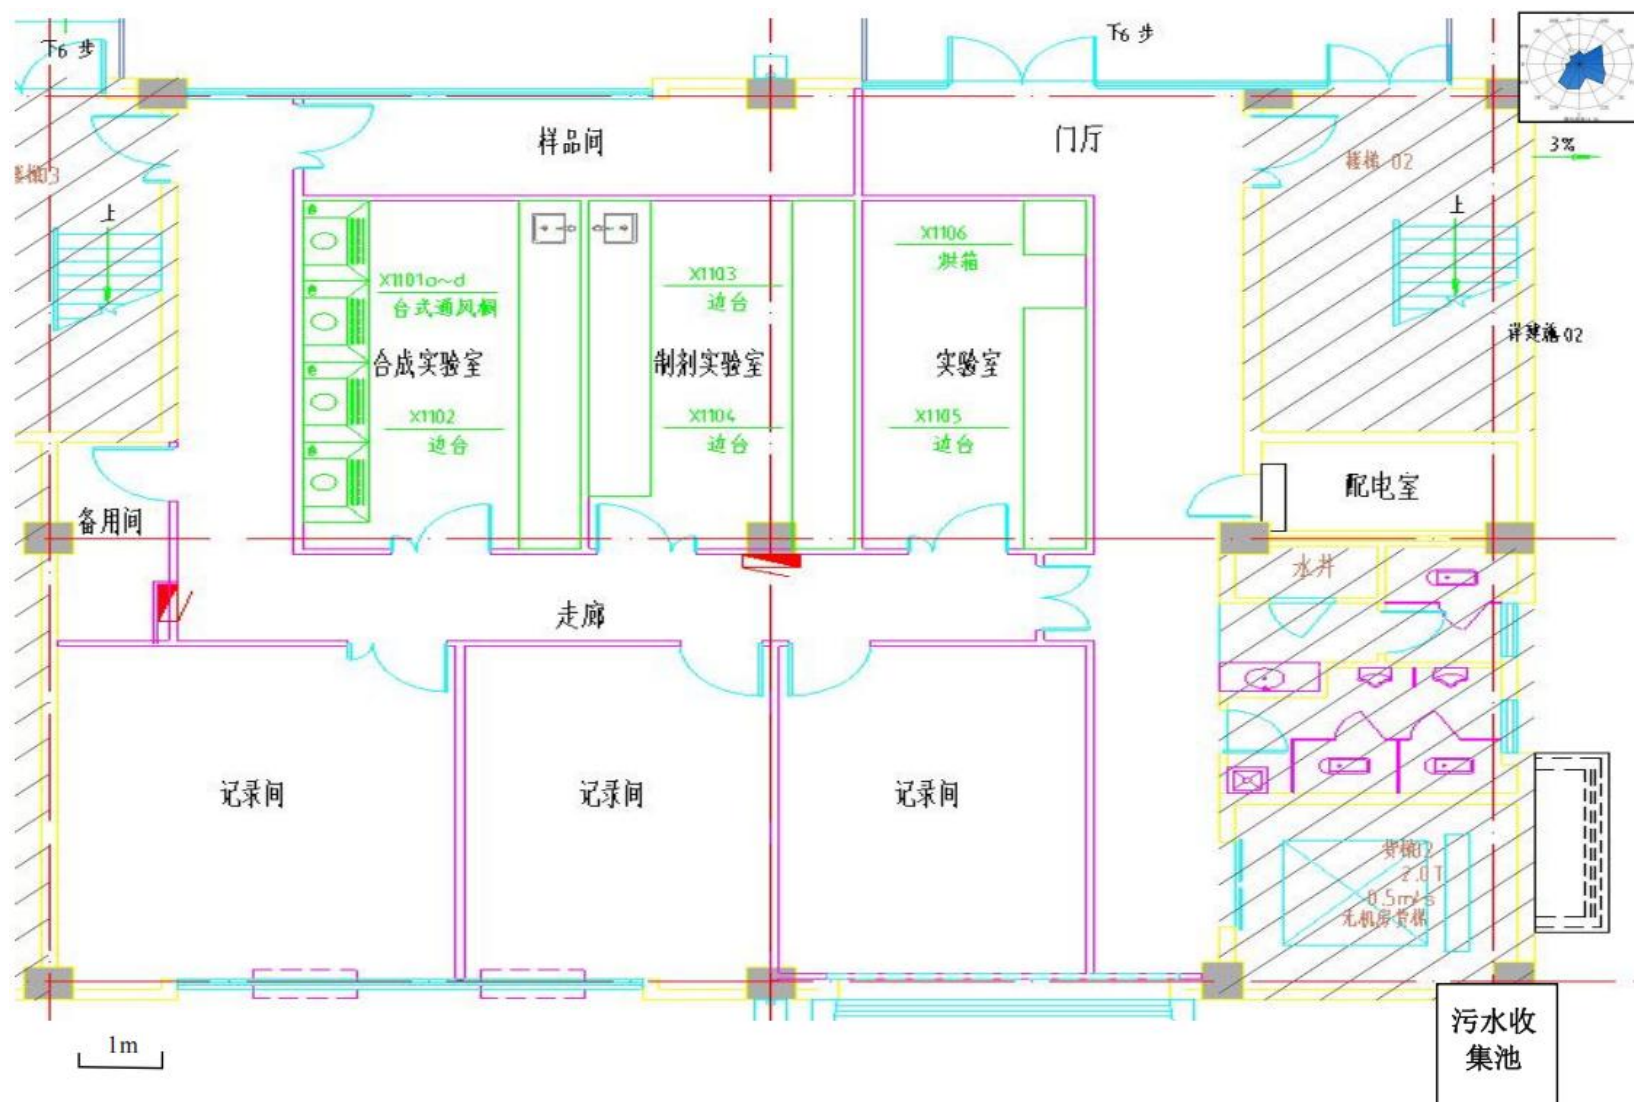 下6 步
下6 步
样品间
门厅
3%
楼梯03
楼梯 02
上
上
X1106
烘箱
X1101a~d
台式通风橱
X1103
边台
详建施 02
合成实验室
制剂实验室
实验室
X1102
边台
X1104
边台
X1105
边台
配电室
备用间
水井
走廊
记录间
记录间
记录间
货梯02
2.0T
0.5m/s
无机房货梯
1m
污水收
集池